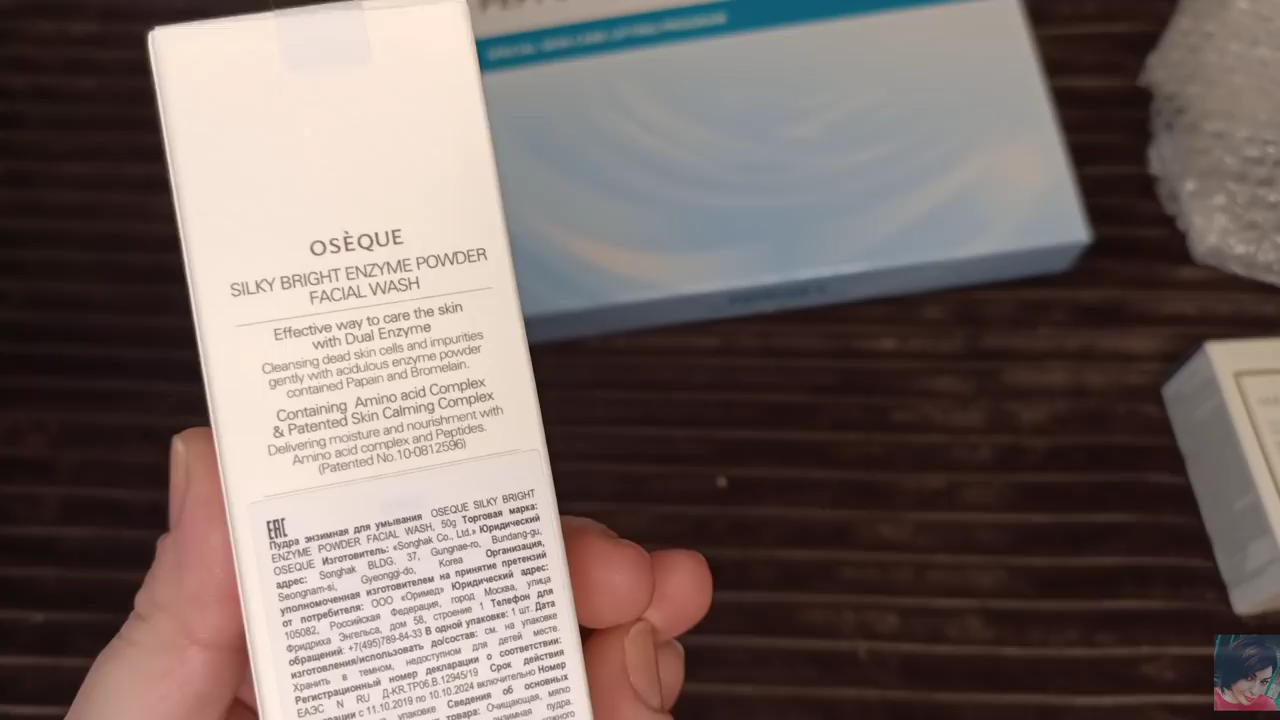 OSÈQUE
SILKY BRIGHT ENZYME POWDER
FACIAL WASH
Effective way to care the skin
with Dual Enzyme
Cleansing dead skin cells and impurities
gently with acidulous enzyme powder
contained Papain and Bromelain.
Containing Amino acid Complex
& Patented Skin Calming Complex
Delivering moisture and nourishment with
Amino acid complex and Peptides.
(Patented No.10-0812596)
EAC
Пудра энзимная для умывания OSEQUE SILKY BRIGHT
ENZYME POWDER FACIAL WASH, 50g Торговая марка:
OSEQUE Изготовитель: «Songhak Co., Ltd.» Юридический
адрес: Songhak BLDG. 37, Gungnae-ro, Bundang-gu,
Seongnam-si, Gyeonggi-do, Korea Организация,
уполномоченная изготовителем на принятие претензий
от потребителя: ООО «Оримед» Юридический адрес:
105082, Российская Федерация, город Москва, улица
Фридриха Энгельса, дом 58, строение 1 Телефон для
обращений: +7(495)789-84-33 В одной упаковке: 1 шт. Дата
изготовления/использовать до/состав: см. на упаковке
Хранить в темном, недоступном для детей месте.
Регистрационный номер декларации о соответствии:
ЕАЭС N RU Д-KR.ТР06.В.12945/19 Срок действия
с 11.10.2019 по 10.10.2024 включительно Номер
упаковке Сведения об основных
Очищающая, мягко
энзимная пудра.